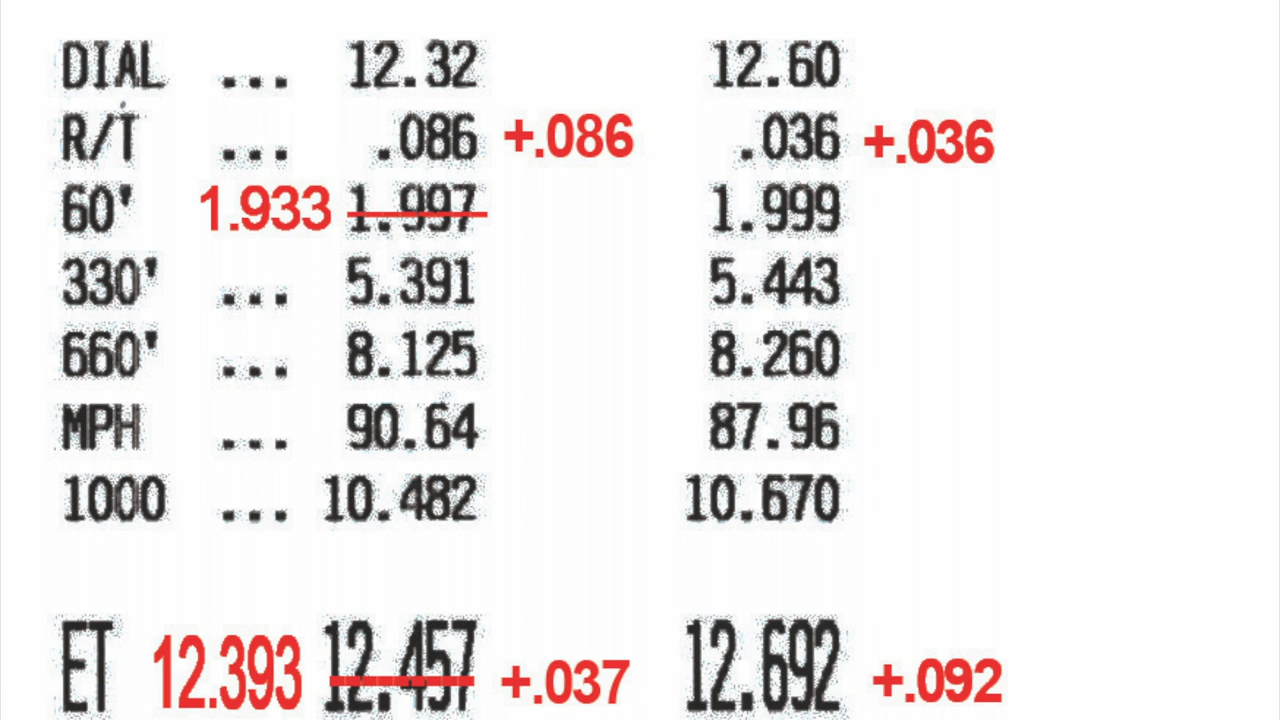 DIAL ... 12.32 12.60
R/T ... .086 +.086 .036 +.036
60' 1.933 1.997 1.999
330' ... 5.391 5.443
660' ... 8.125 8.260
MPH ... 90.64 87.96
1000 ... 10.482 10.670
ET 12.393 12.457 +.037 12.692 +.092